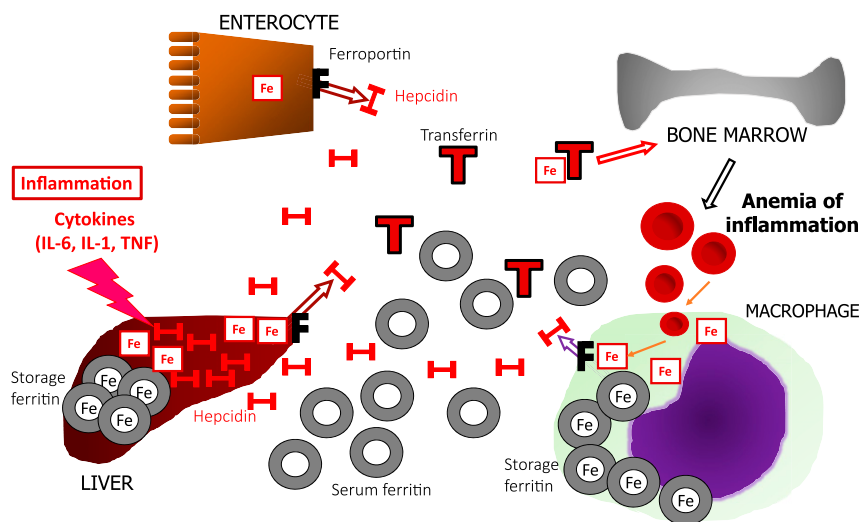 ENTEROCYTE
Ferroportin
F
Fe
Hepcidin
Transferrin
T
T
Fe
BONE MARROW
Inflammation
Cytokines
(IL-6, IL-1, TNF)
Anemia of
inflammation
T
T
MACROPHAGE
Fe
Fe
Fe
F
Fe
Fe
Fe
F
Fe
Fe
Storage
ferritin
Fe
Fe
Fe
Fe
Hepcidin
LIVER
Serum ferritin
Fe
Fe
Storage
ferritin
Fe
Fe
Fe